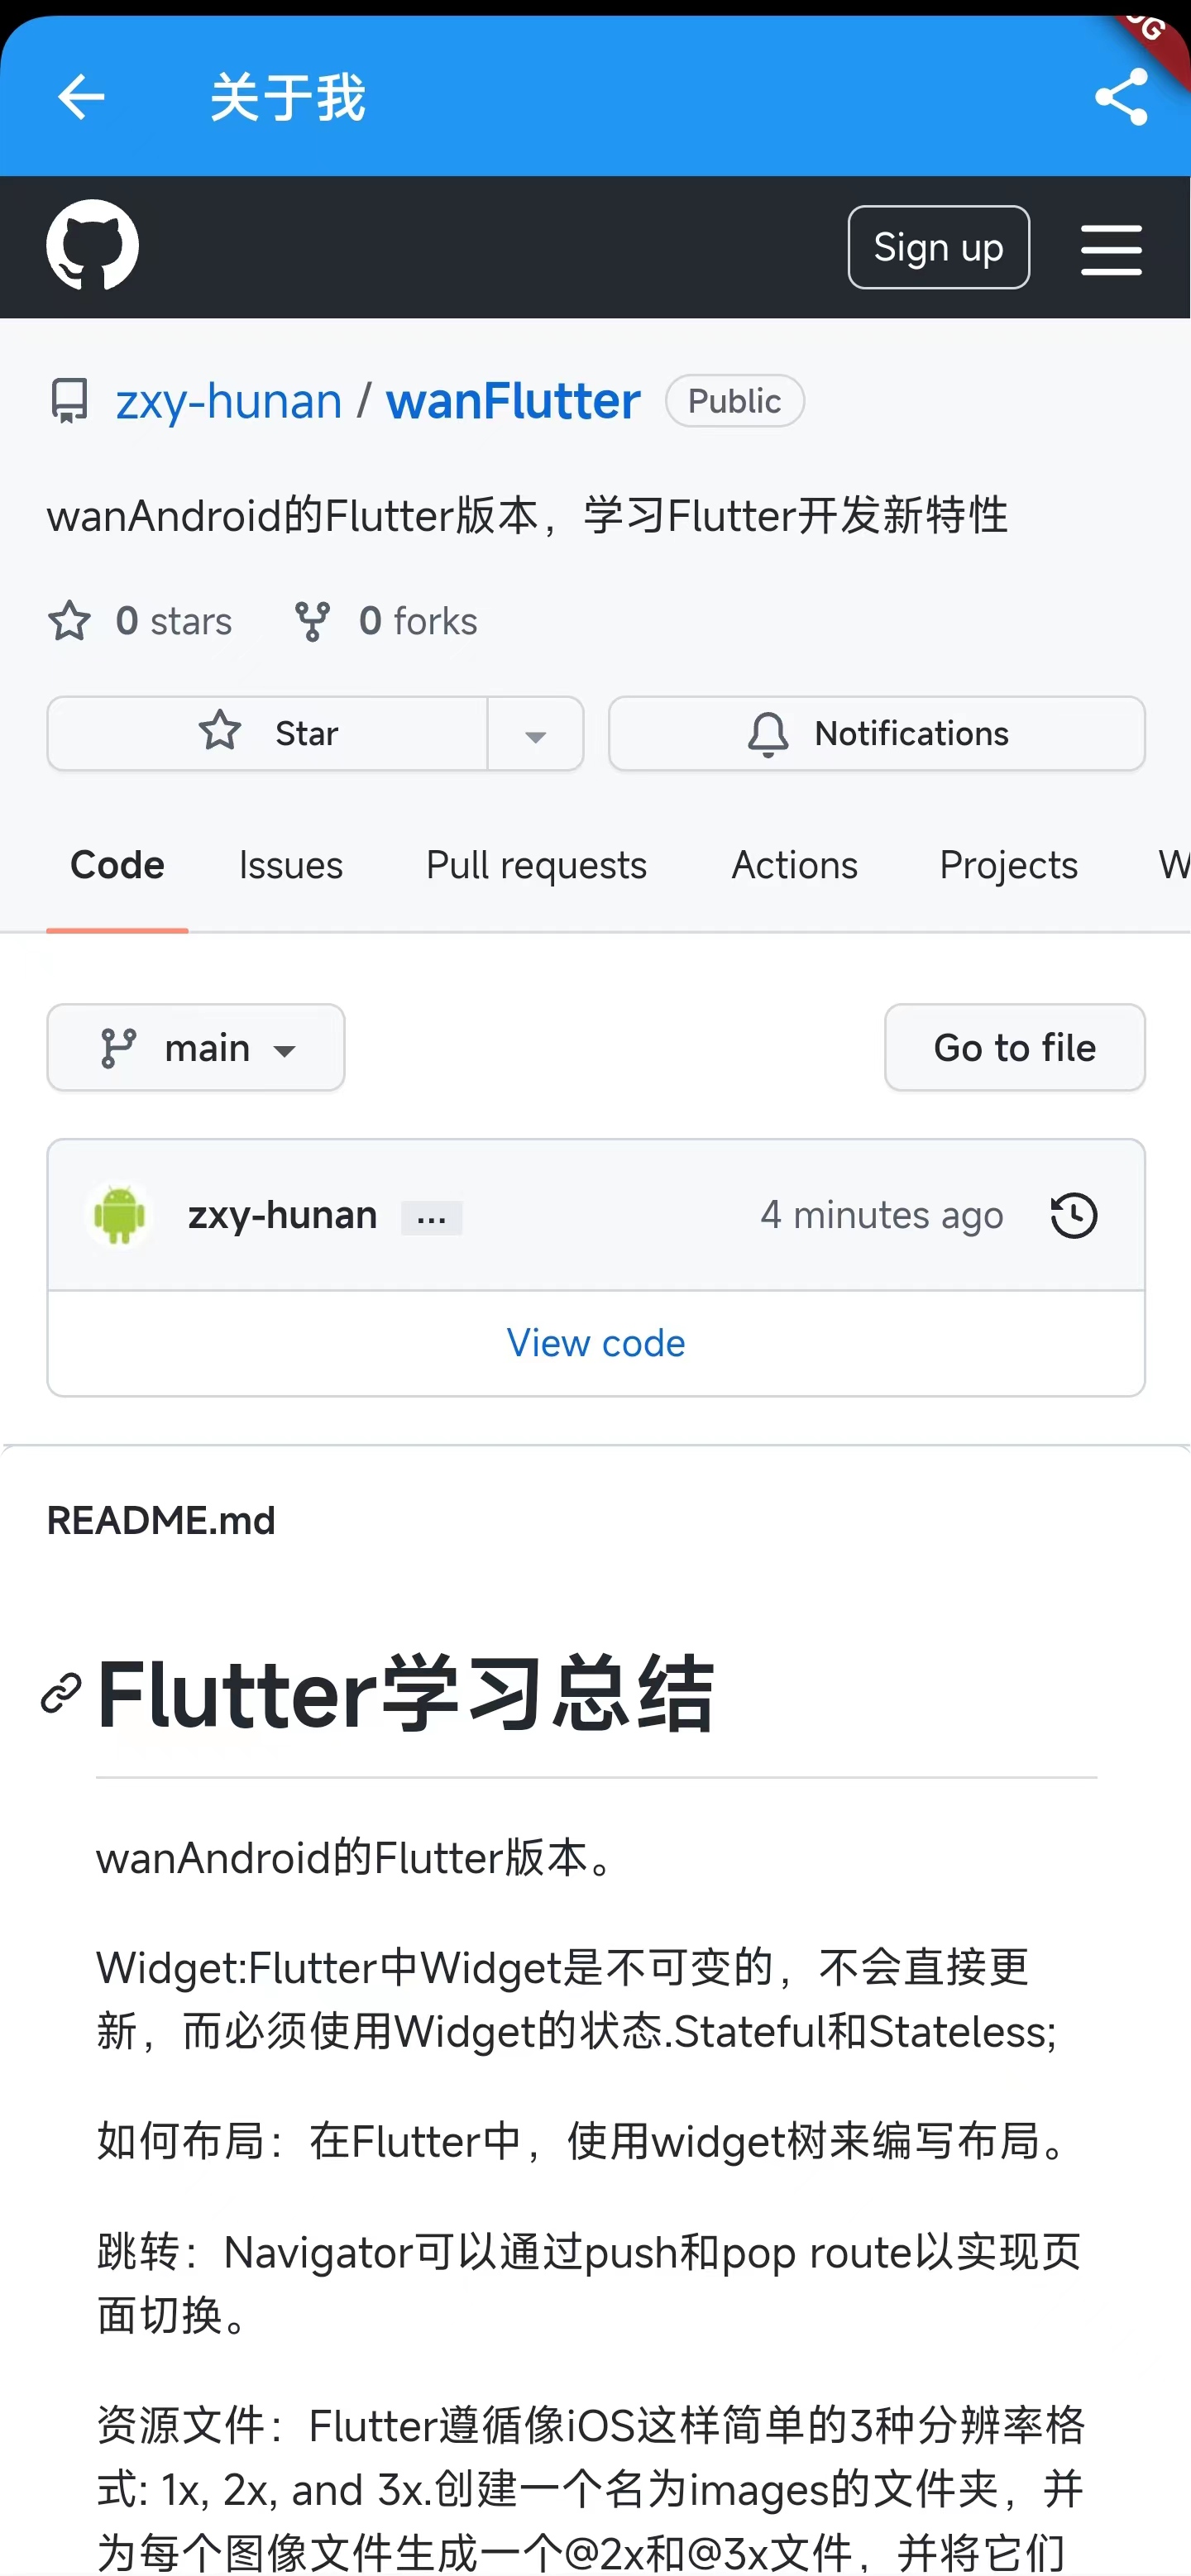 关于我
Sign up
zxy-hunan / wanFlutter Public
wanAndroid的Flutter版本，学习Flutter开发新特性
0 stars 0 forks
Star Notifications
Code Issues Pull requests Actions Projects
main Go to file
zxy-hunan ... 4 minutes ago
View code
README.md
Flutter学习总结
wanAndroid的Flutter版本。
Widget:Flutter中Widget是不可变的，不会直接更
新，而必须使用Widget的状态.Stateful和Stateless;
如何布局：在Flutter中，使用widget树来编写布局。
跳转：Navigator可以通过push和pop route以实现页
面切换。
资源文件：Flutter遵循像iOS这样简单的3种分辨率格
式: 1x, 2x, and 3x.创建一个名为images的文件夹，并
为每个图像文件生成一个@2x和@3x文件，并将它们